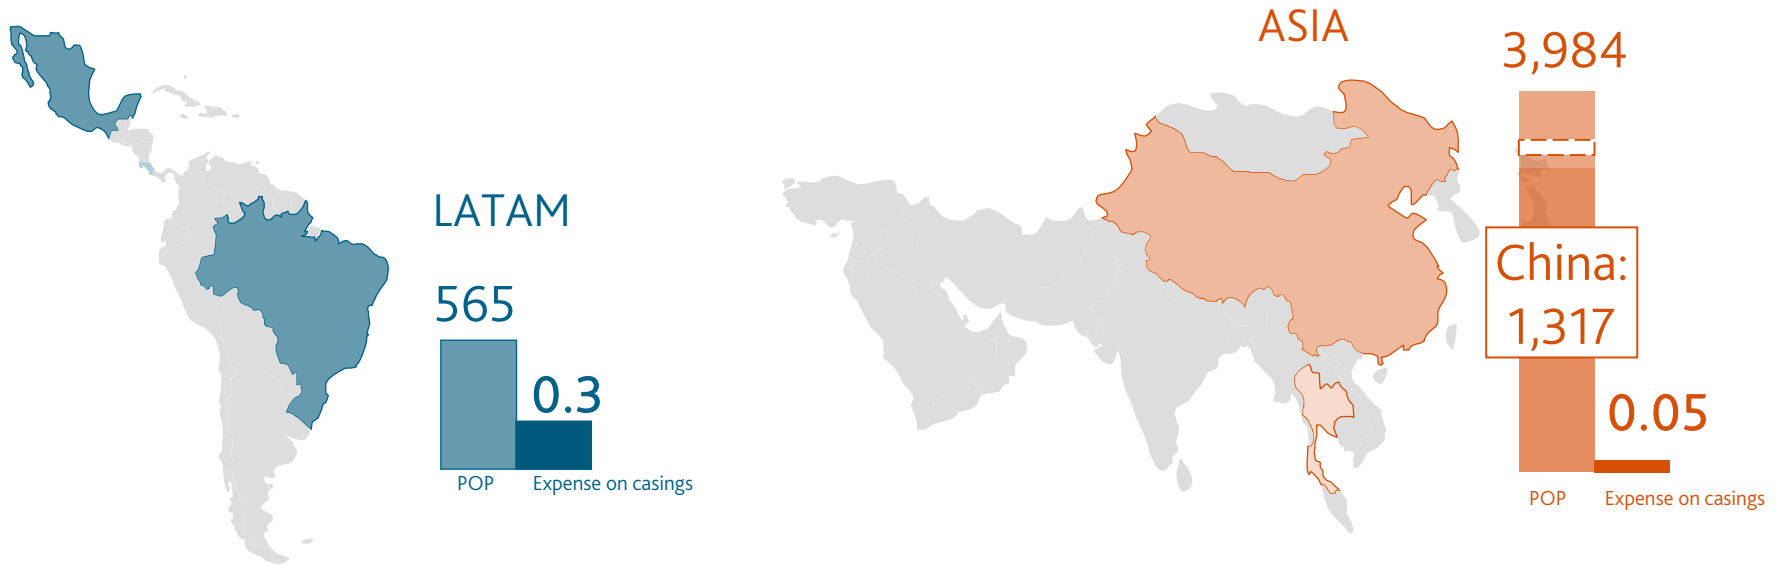 LATAM
565
0.3
POP
Expense on casings
ASIA
3,984
China:
1,317
0.05
POP
Expense on casings